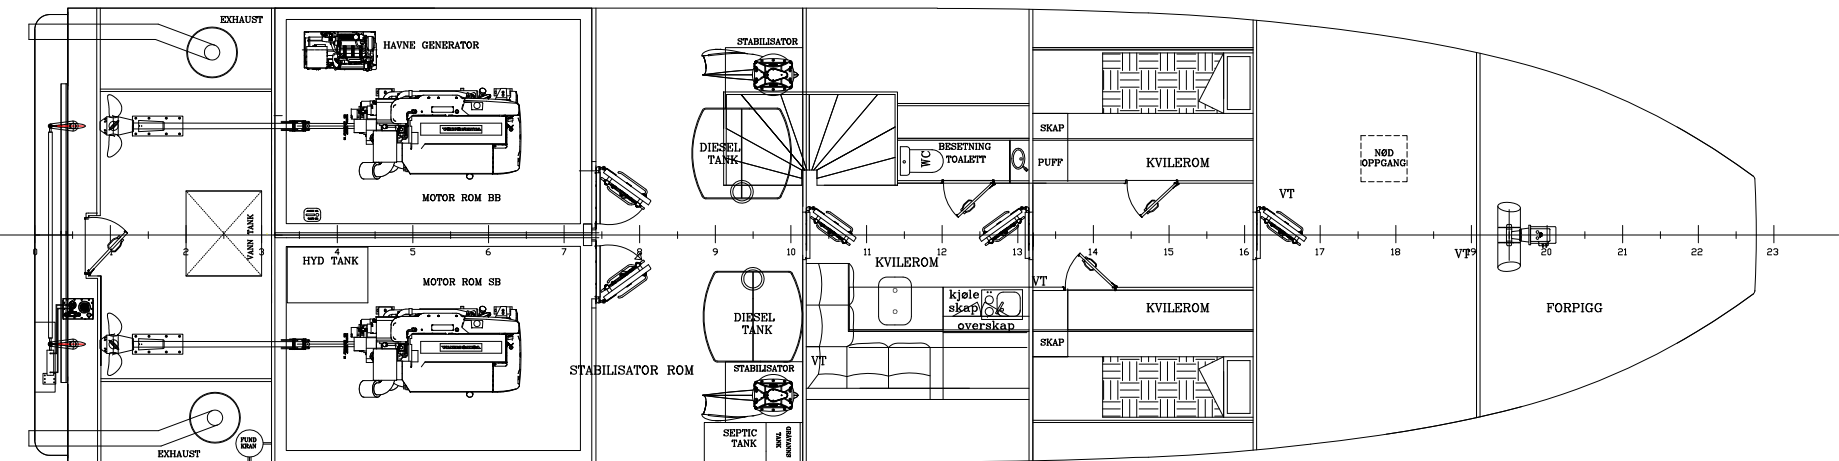 EXHAUST
HAVNE GENERATOR
MOTOR ROM BB
VANN TANK
HYD TANK
MOTOR ROM SB
EXHAUST
FUND
KRAN
STABILISATOR
DIESEL
TANK
DIESEL
TANK
STABILISATOR ROM
STABILISATOR
SEPTIC
TANK
GRÅVANNS
TANK
WC
BESETNING
TOALETT
SKAP
PUFF
KVILEROM
KVILEROM
kjøle
skap
overskap
VT
VT
KVILEROM
SKAP
VT
NØD
OPPGANG
VT
FORPIGG
0 2 3 4 5 6 7 8 9 10 11 12 13 14 15 16 17 18 19 20 21 22 23